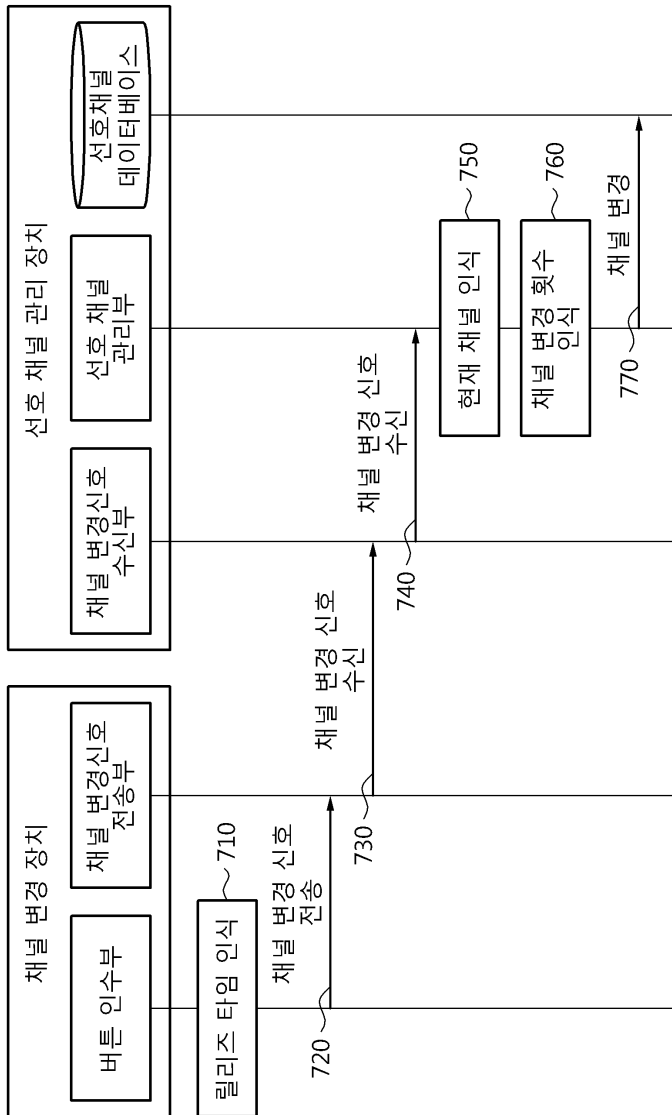 채널 변경 장치
버튼 인수부
채널 변경신호
전송부
선호 채널 관리 장치
채널 변경신호
수신부
선호 채널
관리부
선호채널
데이터베이스
릴리즈 타임 인식
710
채널 변경 신호
전송
720
채널 변경 신호
수신
730
채널 변경 신호
수신
740
현재 채널 인식
750
채널 변경 횟수
인식
760
채널 변경
770